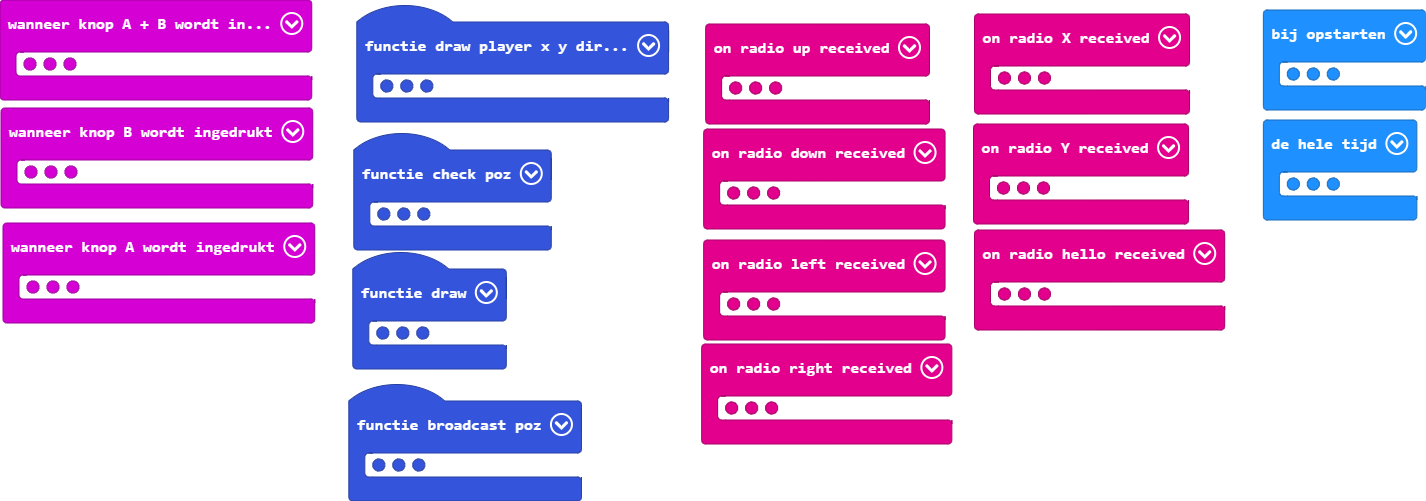 wanneer knop A + B wordt in...
wanneer knop B wordt ingedrukt
wanneer knop A wordt ingedrukt
functie draw player x y dir...
functie check poz
functie draw
functie broadcast poz
on radio up received
on radio down received
on radio left received
on radio right received
on radio X received
on radio Y received
on radio hello received
bij opstarten
de hele tijd